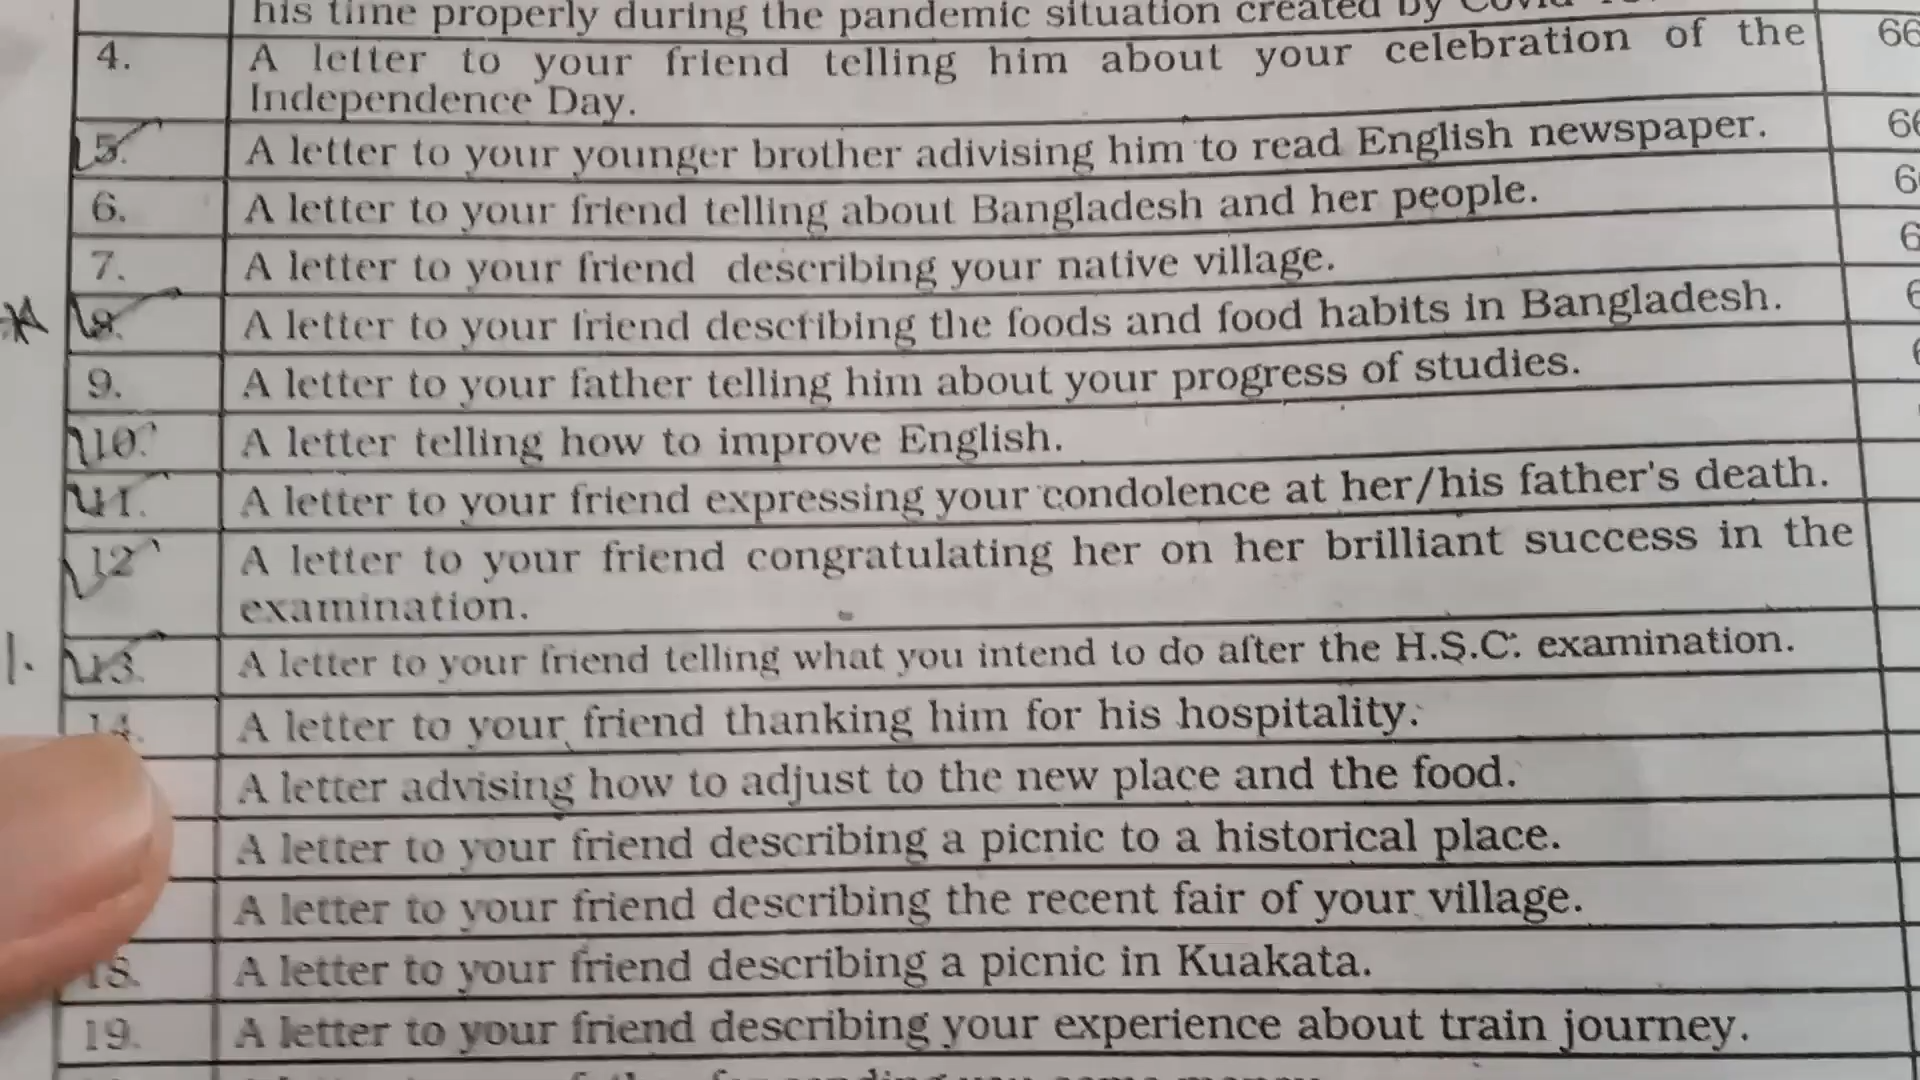 his time properly during the pandemic situation created by
4. A letter to your friend telling him about your celebration of the 66
Independence Day.
5. A letter to your younger brother adivising him to read English newspaper.
6. A letter to your friend telling about Bangladesh and her people.
7. A letter to your friend describing your native village.
8. A letter to your friend describing the foods and food habits in Bangladesh.
9. A letter to your father telling him about your progress of studies.
10. A letter telling how to improve English.
11. A letter to your friend expressing your condolence at her/his father's death.
12 A letter to your friend congratulating her on her brilliant success in the
examination.
1. 13. A letter to your friend telling what you intend to do after the H.S.C. examination.
14. A letter to your friend thanking him for his hospitality.
A letter advising how to adjust to the new place and the food.
A letter to your friend describing a picnic to a historical place.
A letter to your friend describing the recent fair of your village.
18. A letter to your friend describing a picnic in Kuakata.
19. A letter to your friend describing your experience about train journey.